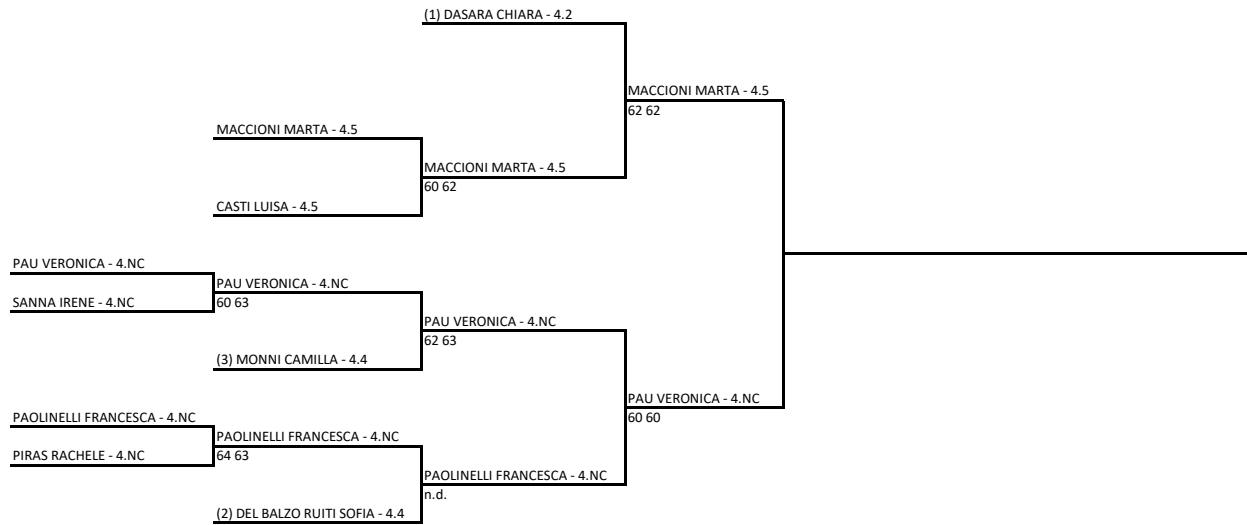 (1) DASARA CHIARA - 4.2
MACCIONI MARTA - 4.5
62 62
MACCIONI MARTA - 4.5
MACCIONI MARTA - 4.5
60 62
CASTI LUISA - 4.5
PAU VERONICA - 4.NC
PAU VERONICA - 4.NC
SANNA IRENE - 4.NC
60 63
PAU VERONICA - 4.NC
62 63
(3) MONNI CAMILLA - 4.4
PAU VERONICA - 4.NC
60 60
PAOLINELLI FRANCESCA - 4.NC
PAOLINELLI FRANCESCA - 4.NC
PIRAS RACHELE - 4.NC
64 63
PAOLINELLI FRANCESCA - 4.NC
n.d.
(2) DEL BALZO RUITI SOFIA - 4.4